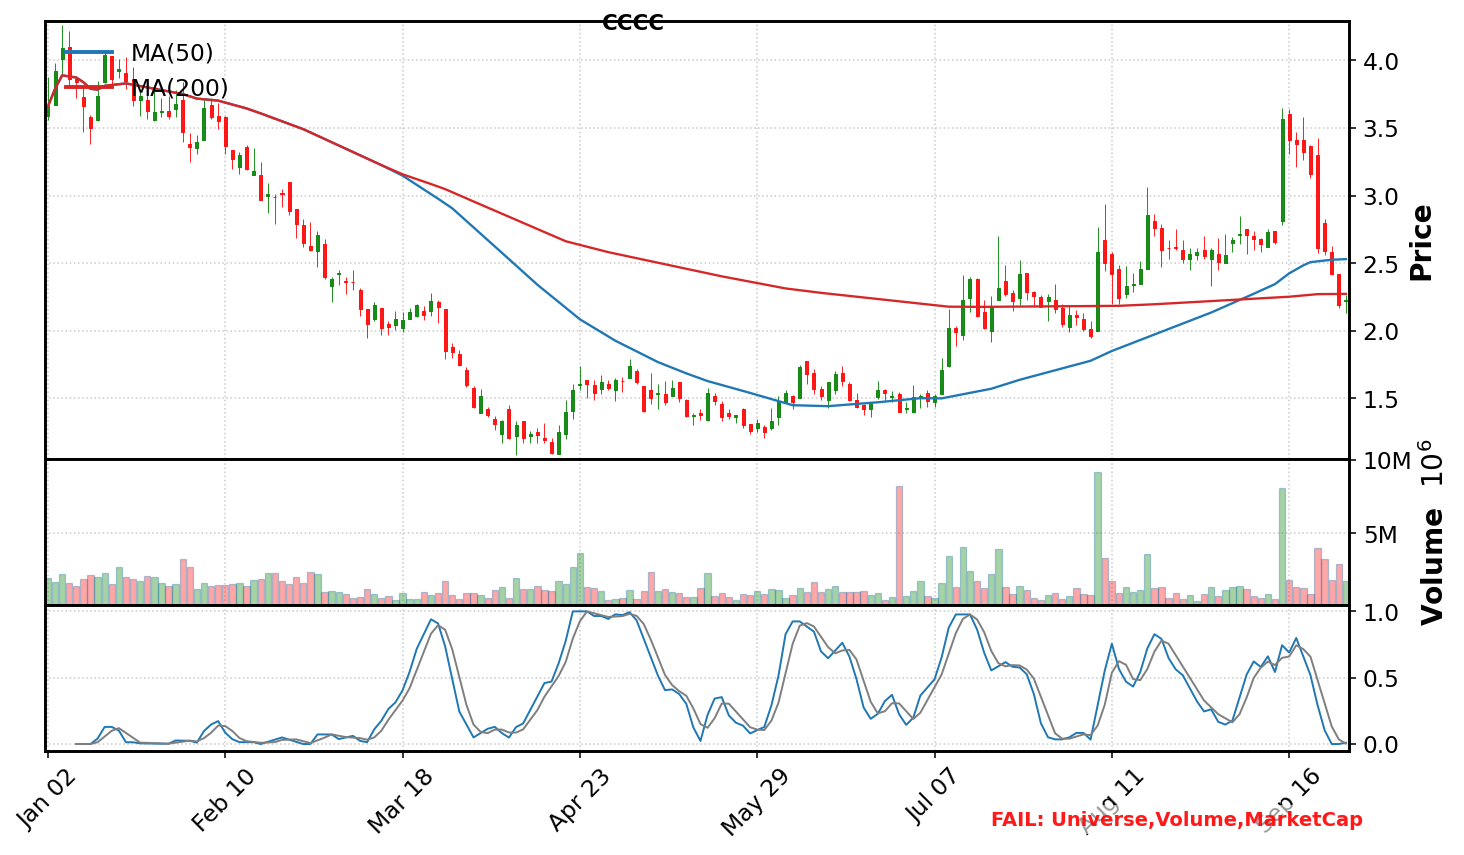 CCCC
MA(50)
MA(200)
4.0
3.5
3.0
2.5
2.0
1.5
Price
10M
5M
Volume 10^6
1.0
0.5
0.0
Jan 02
Feb 10
Mar 18
Apr 23
May 29
Jul 07
Aug 11
Sep 16
FAIL: Universe,Volume,MarketCap